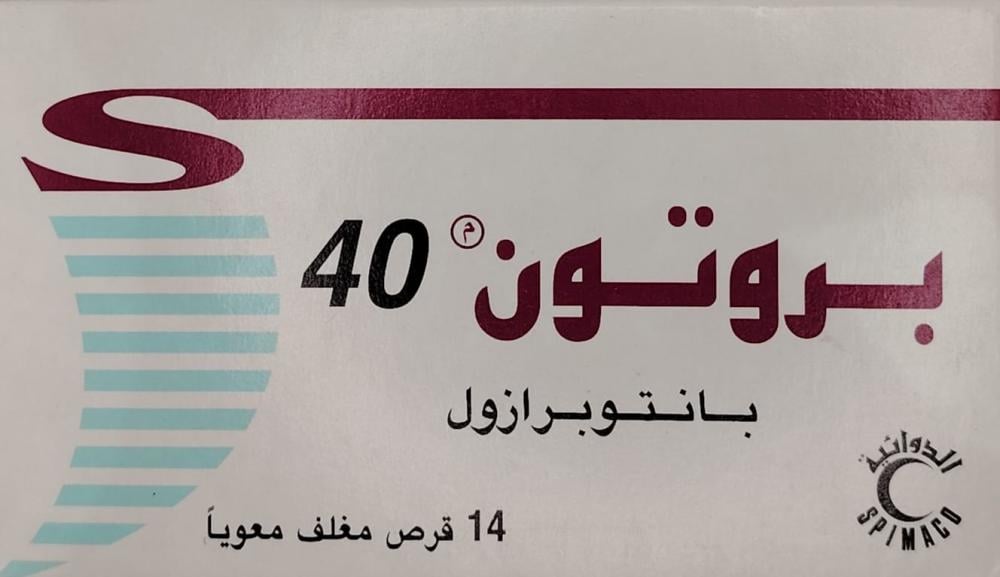 بروتون م 40
بانتوبرازول
14 قرص مغلف معوياً
الدوائية
SPIMACO